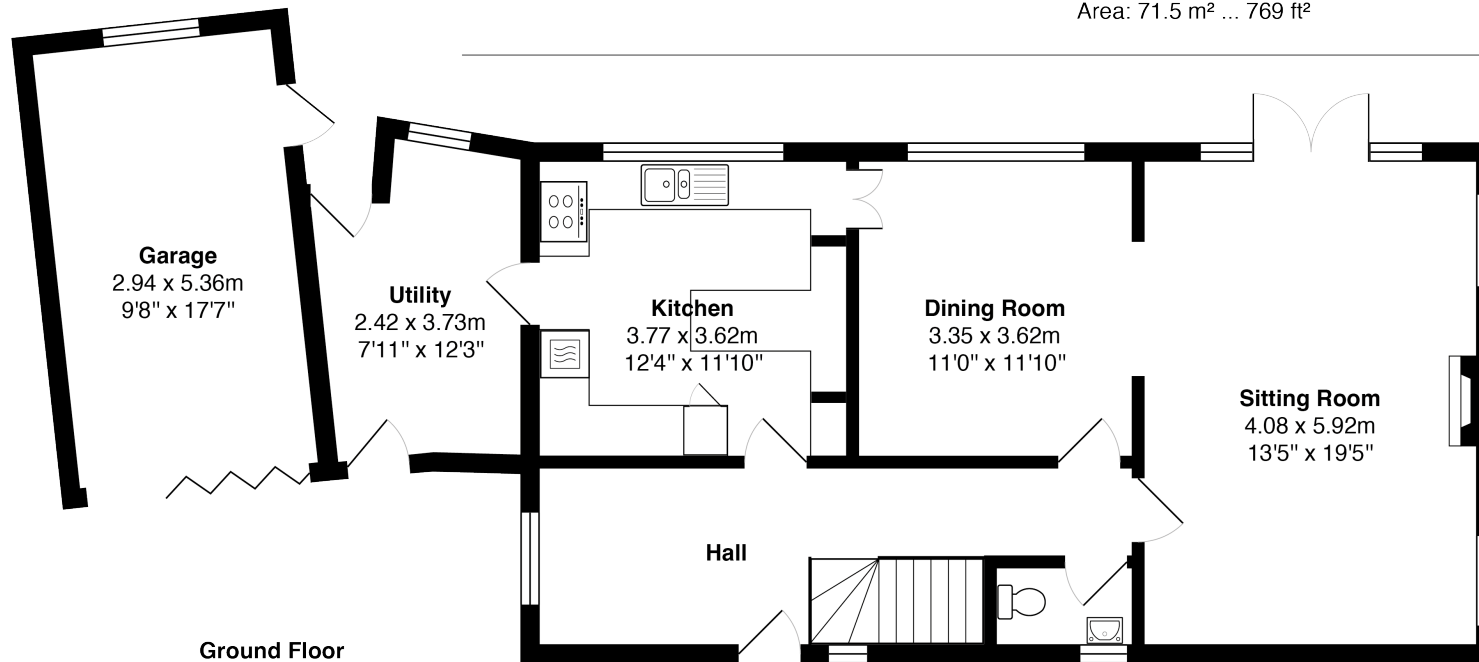 Area: 71.5 m² ... 769 ft²
Garage
2.94 x 5.36m
9'8" x 17'7"
Utility
2.42 x 3.73m
7'11" x 12'3"
Kitchen
3.77 x 3.62m
12'4" x 11'10"
Dining Room
3.35 x 3.62m
11'0" x 11'10"
Sitting Room
4.08 x 5.92m
13'5" x 19'5"
Hall
Ground Floor